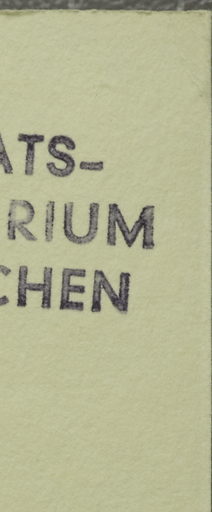 ATS-
RIUM
CHEN